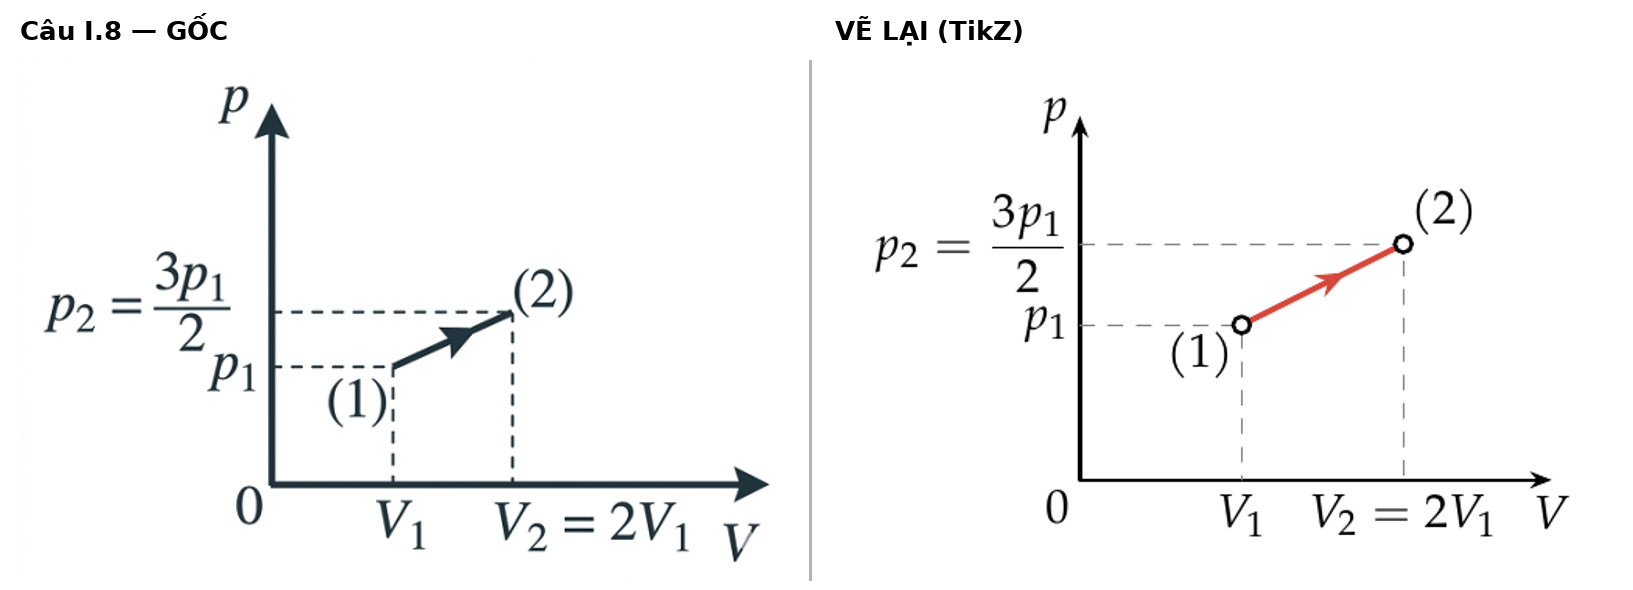 Câu I.8 — GỐC
p
p₂ = 3p₁/2
(2)
p₁
(1)
0
V₁
V₂ = 2V₁
V
VẼ LẠI (TikZ)
p
(2)
p₂ = 3p₁/2
p₁
(1)
0
V₁
V₂ = 2V₁
V